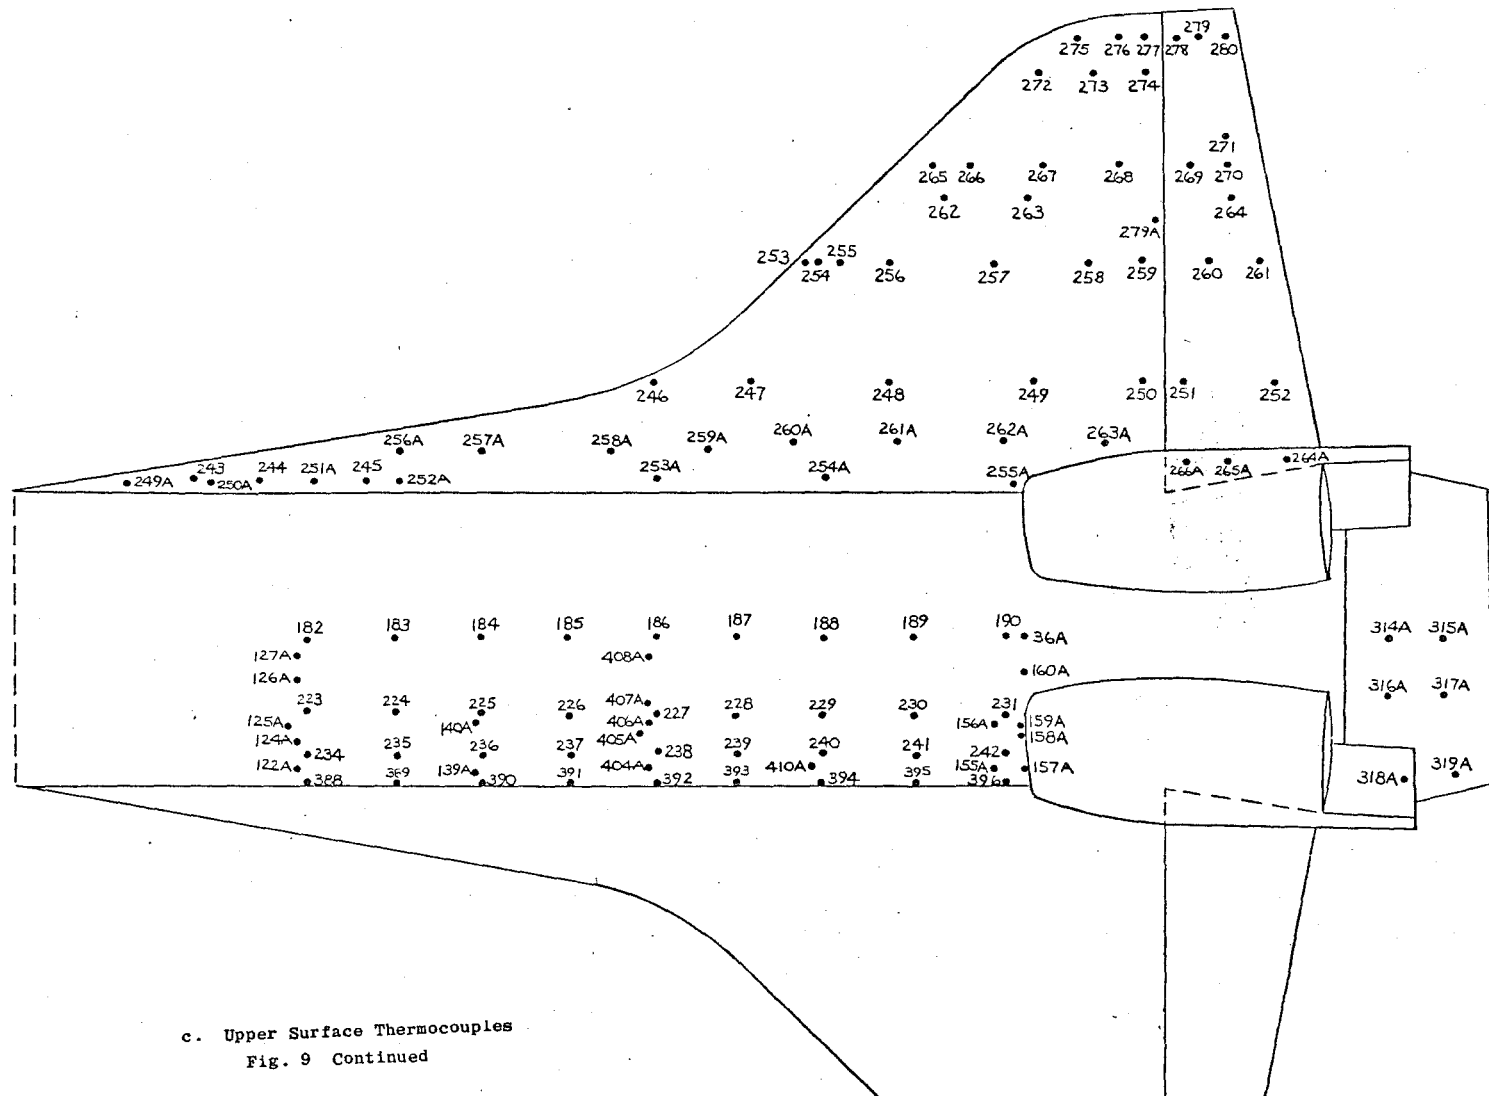 279
275 276 277 278 280
272 273 274
271
265 266 267 268 269 270
262 263 264
279A
253 255
254 256 257 258 259 260 261
246 247 248 249 250 251 252
256A 257A 258A 259A 260A 261A 262A 263A
243 244 251A 245 253A 254A 255A 266A 265A 264A
249A 250A 252A
182 183 184 185 186 187 188 189 190 36A 314A 315A
127A 408A
126A 160A
223 224 225 226 407A 227 228 229 230 231 316A 317A
125A 140A 406A 156A 159A
124A 405A 158A
234 235 236 237 238 239 240 241 242
122A 139A 404A 410A 155A 157A
388 389 390 391 392 393 394 395 396 318A 319A
c. Upper Surface Thermocouples
Fig. 9 Continued